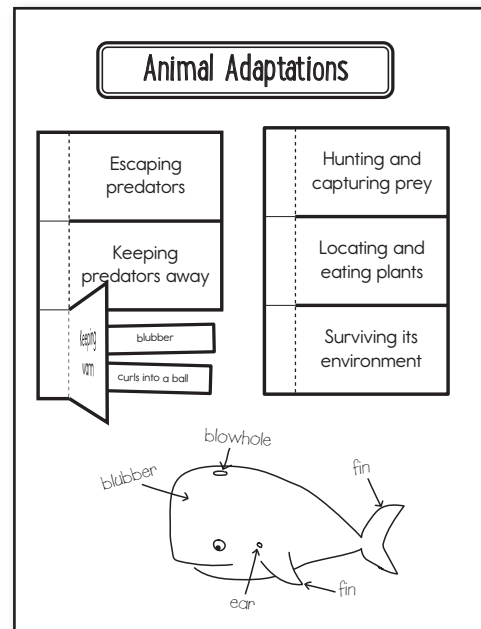 Animal Adaptations
Escaping
predators
Keeping
predators away
Keeping
warm
blubber
curls into a ball
Hunting and
capturing prey
Locating and
eating plants
Surviving its
environment
blowhole
blubber
fin
ear
fin